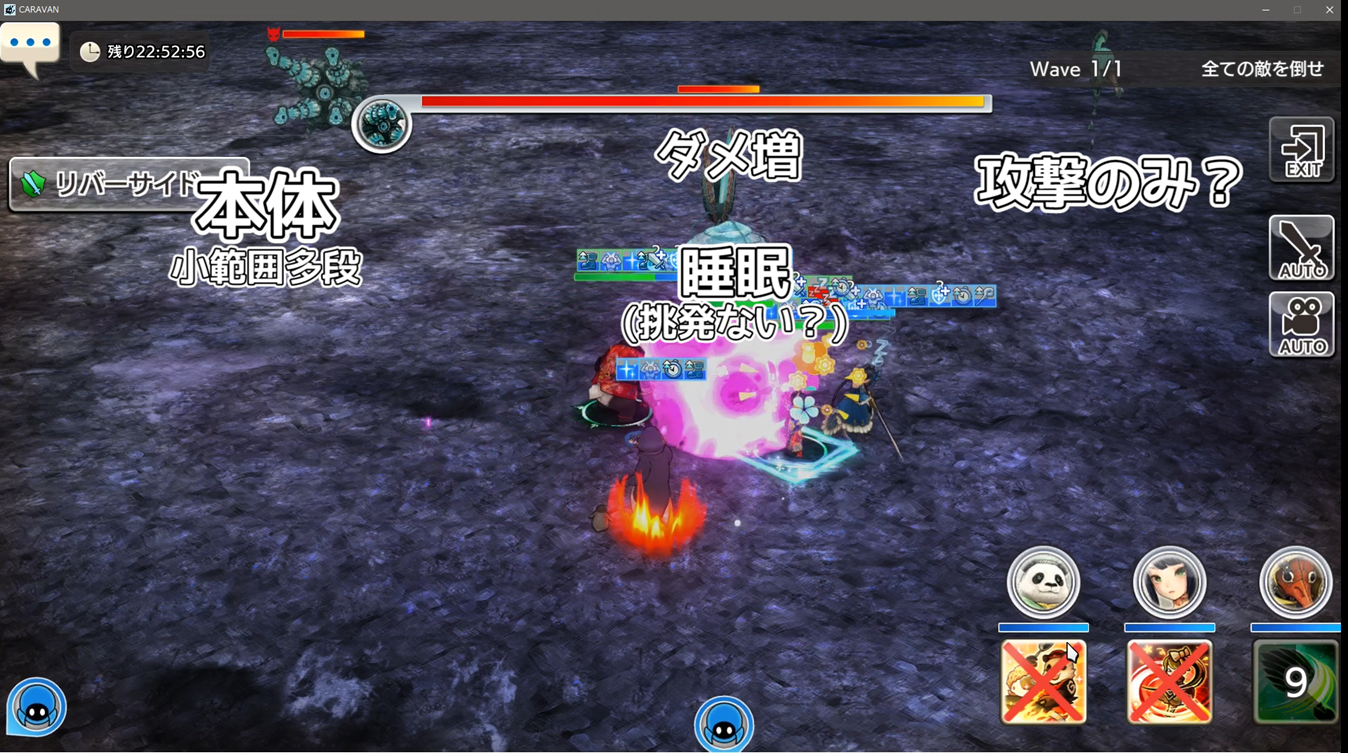 CARAVAN
残り22:52:56
Wave 1/1
全ての敵を倒せ
ダメ増
EXIT
攻撃のみ？
リバーサイド
本体
小範囲多段
睡眠
(挑発ない？)
AUTO
AUTO
9